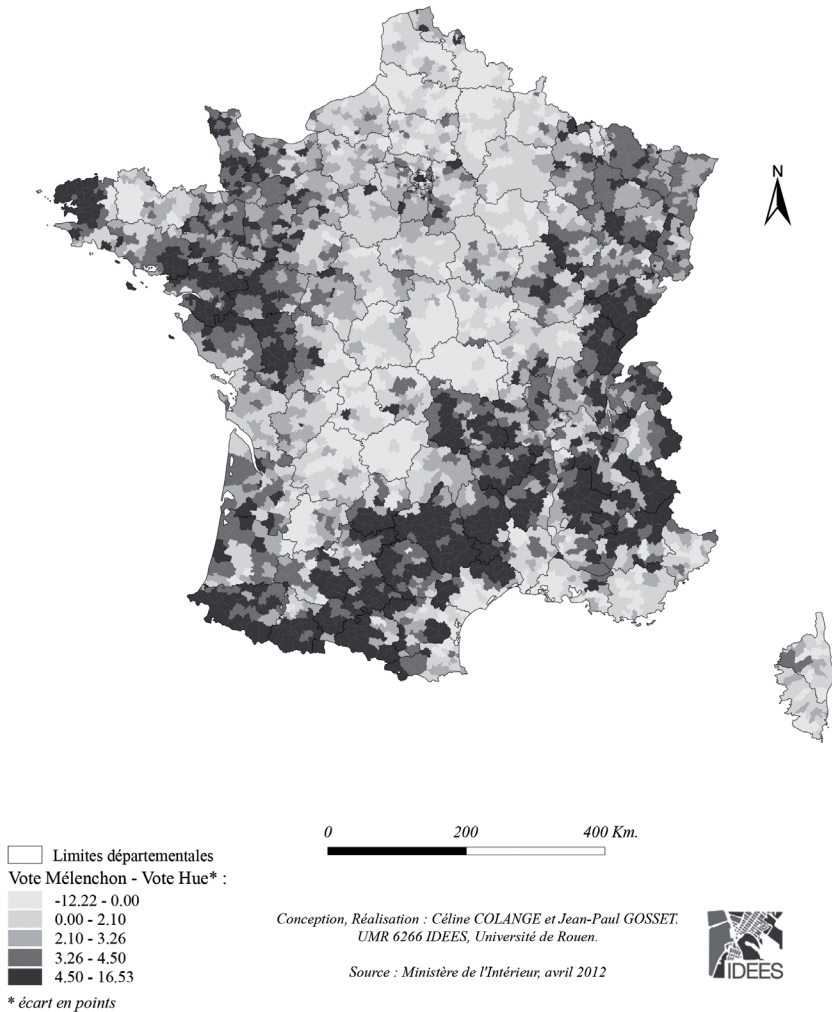 N
0 200 400 Km.
Limites départementales
Vote Mélenchon - Vote Hue* :
-12.22 - 0.00
0.00 - 2.10
2.10 - 3.26
3.26 - 4.50
4.50 - 16.53
* écart en points
Conception, Réalisation : Céline COLANGE et Jean-Paul GOSSET.
UMR 6266 IDEES, Université de Rouen.
Source : Ministère de l'Intérieur, avril 2012
IDEES